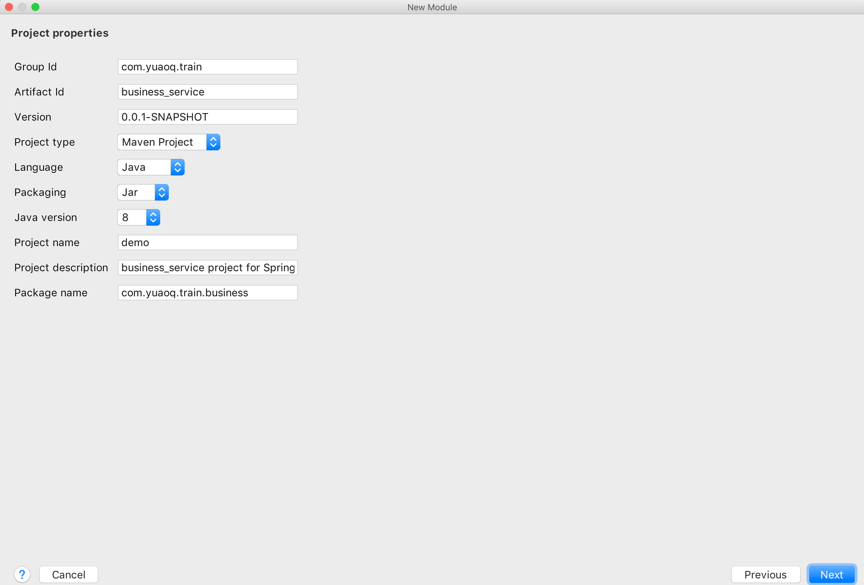 New Module
Project properties
Group Id com.yuaoq.train
Artifact Id business_service
Version 0.0.1-SNAPSHOT
Project type Maven Project
Language Java
Packaging Jar
Java version 8
Project name demo
Project description business_service project for Spring
Package name com.yuaoq.train.business
? Cancel Previous Next